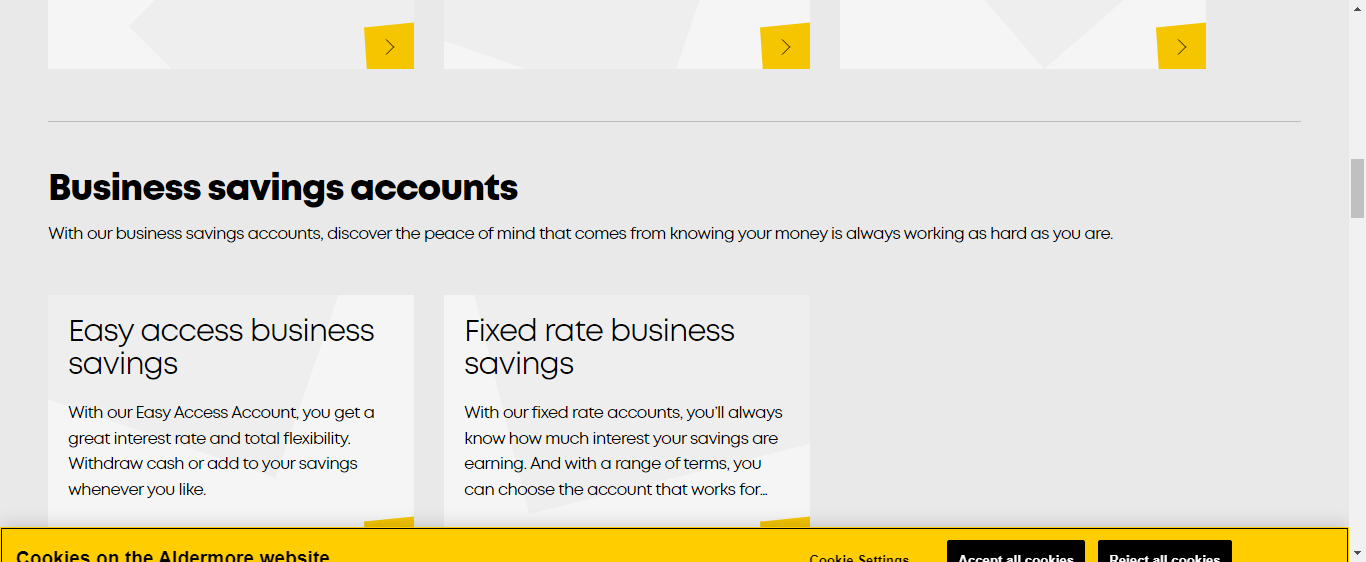 Business savings accounts
With our business savings accounts, discover the peace of mind that comes from knowing your money is always working as hard as you are.
Easy access business
savings
With our Easy Access Account, you get a
great interest rate and total flexibility.
Withdraw cash or add to your savings
whenever you like.
Fixed rate business
savings
With our fixed rate accounts, you'll always
know how much interest your savings are
earning. And with a range of terms, you
can choose the account that works for...
Cookies on the Aldermore website
Cookie Settings
Accept all cookies
Reject all cookies